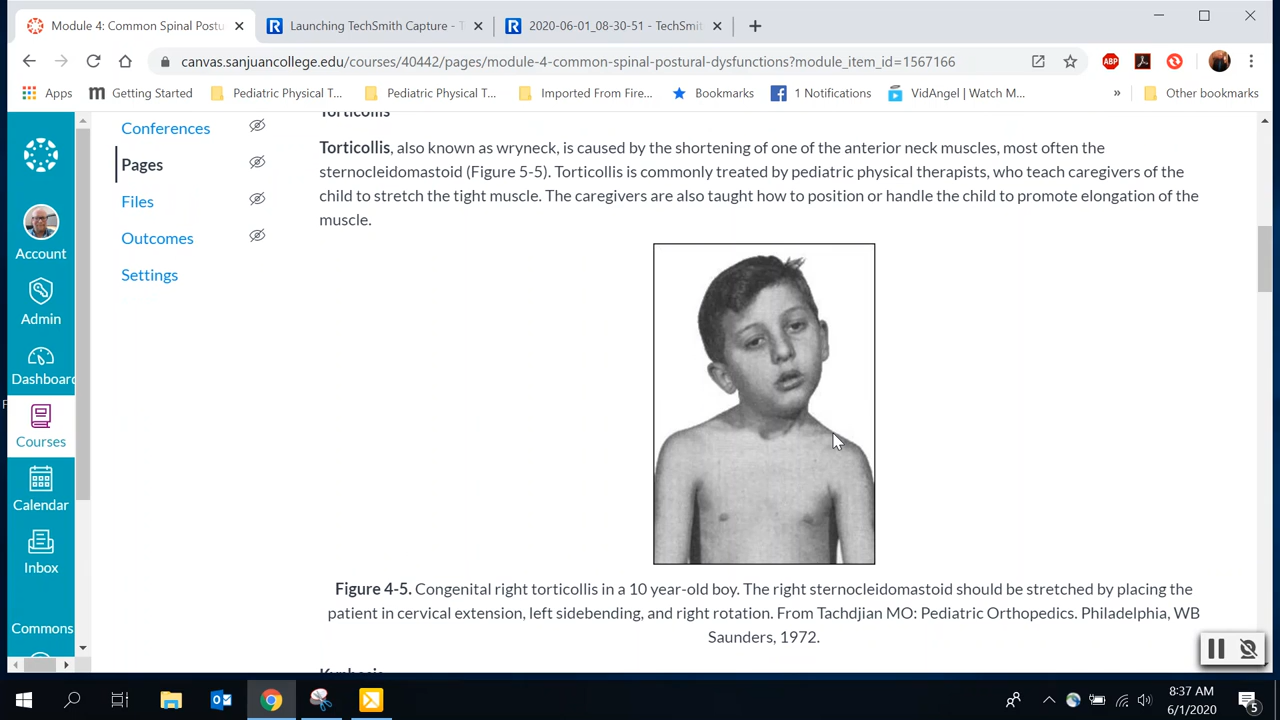 Module 4: Common Spinal Postu
Launching TechSmith Capture - T
2020-06-01_08-30-51 - TechSmit
canvas.sanjuancollege.edu/courses/40442/pages/module-4-common-spinal-postural-dysfunctions?module_item_id=1567166
ABP
Apps
Getting Started
Pediatric Physical T...
Pediatric Physical T...
Imported From Fire...
Bookmarks
1 Notifications
VidAngel | Watch M...
»
Other bookmarks
Account
Admin
Dashboard
Courses
Calendar
Inbox
Commons
Conferences
Pages
Files
Outcomes
Settings
Torticollis
Torticollis, also known as wryneck, is caused by the shortening of one of the anterior neck muscles, most often the
sternocleidomastoid (Figure 5-5). Torticollis is commonly treated by pediatric physical therapists, who teach caregivers of the
child to stretch the tight muscle. The caregivers are also taught how to position or handle the child to promote elongation of the
muscle.
Figure 4-5. Congenital right torticollis in a 10 year-old boy. The right sternocleidomastoid should be stretched by placing the
patient in cervical extension, left sidebending, and right rotation. From Tachdjian MO: Pediatric Orthopedics. Philadelphia, WB
Saunders, 1972.
Kyphosis
8:37 AM
6/1/2020
5